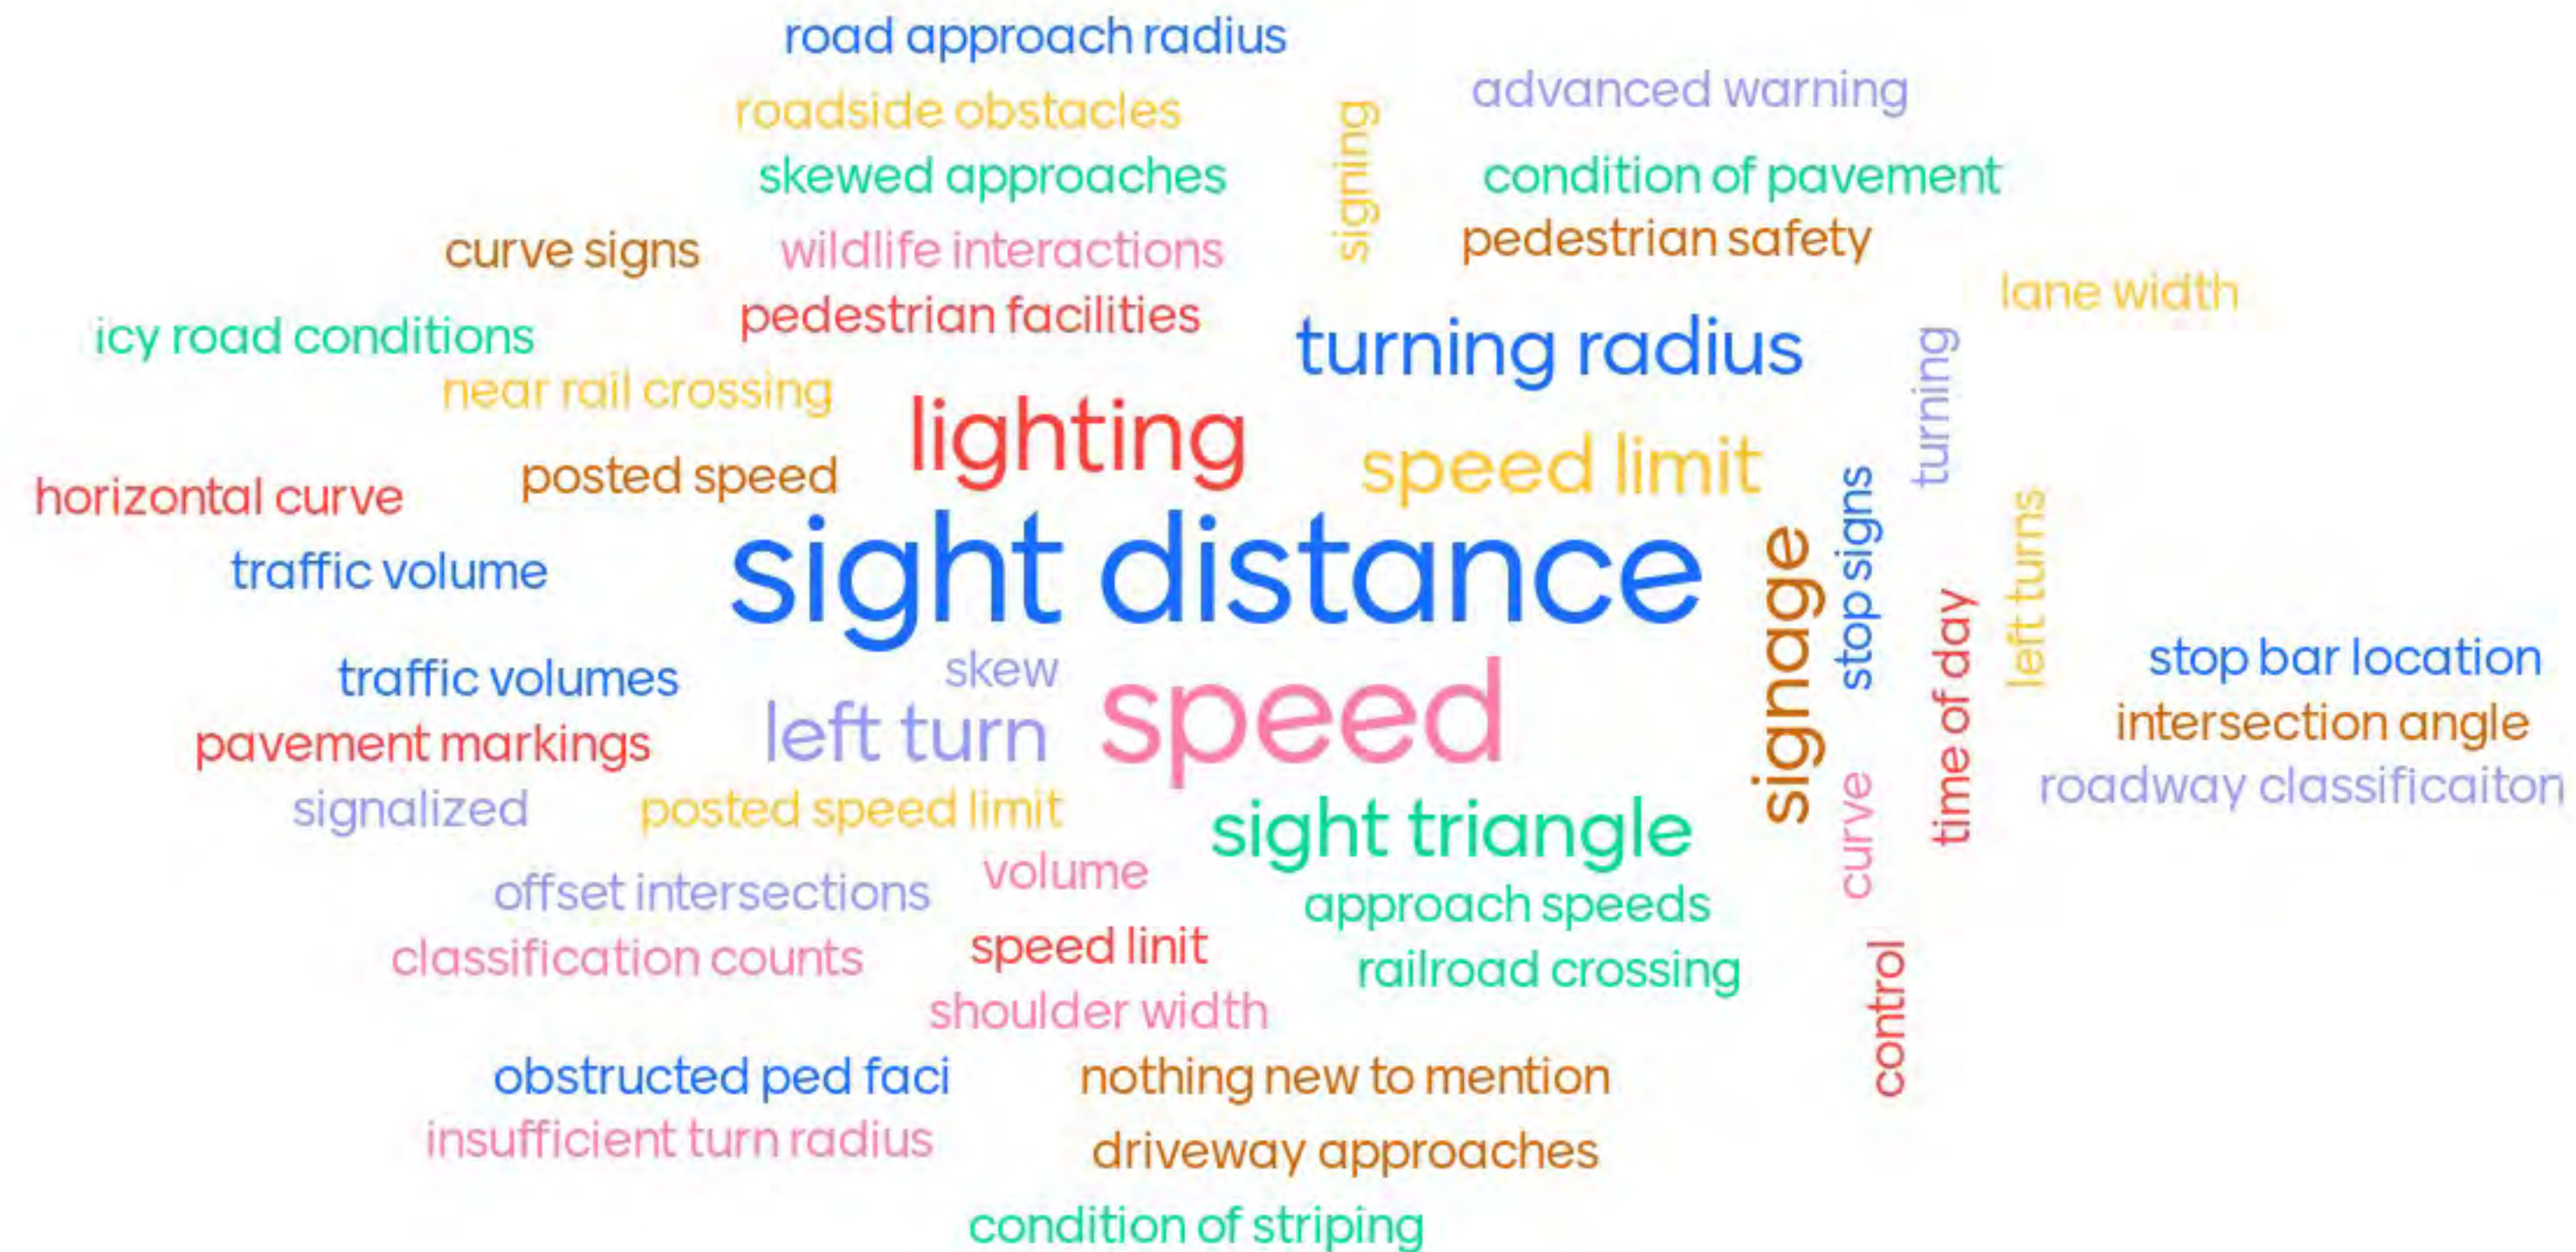 road approach radius
roadside obstacles
signing
advanced warning
skewed approaches
condition of pavement
curve signs
wildlife interactions
pedestrian safety
lane width
icy road conditions
pedestrian facilities
turning radius
turning
near rail crossing
lighting
speed limit
horizontal curve
posted speed
stop signs
left turns
traffic volume
sight distance
signage
time of day
stop bar location
traffic volumes
skew
intersection angle
pavement markings
left turn
speed
roadway classificaiton
signalized
posted speed limit
sight triangle
curve
offset intersections
volume
approach speeds
classification counts
speed linit
railroad crossing
control
shoulder width
obstructed ped faci
nothing new to mention
insufficient turn radius
driveway approaches
condition of striping